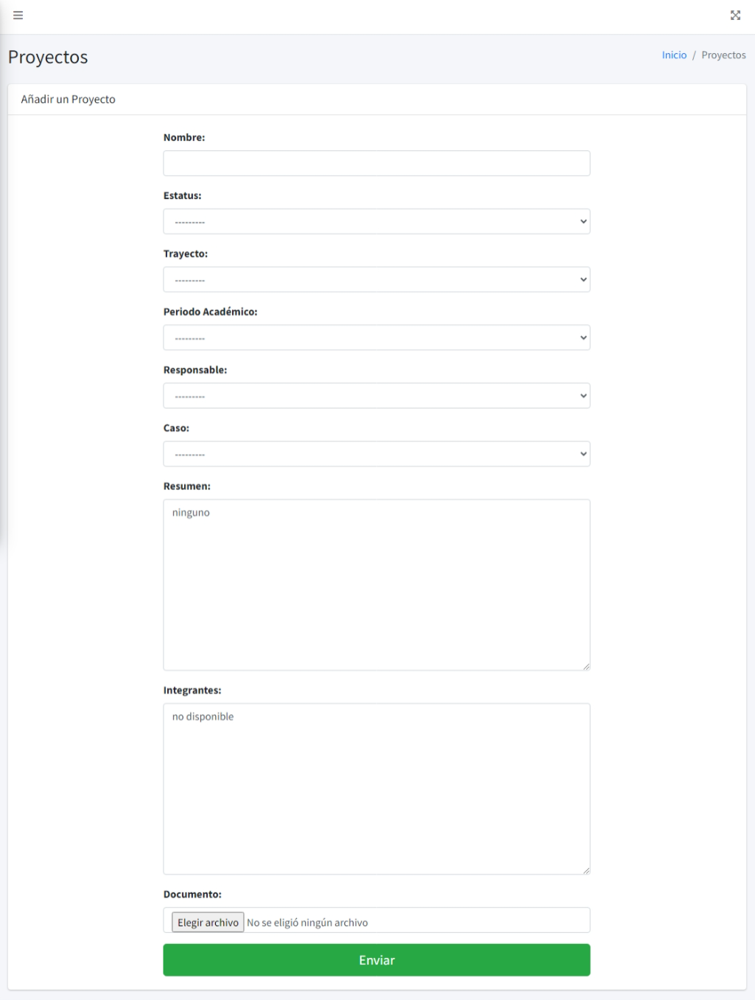 Proyectos
Inicio / Proyectos
Añadir un Proyecto
Nombre:
Estatus:
---------
Trayecto:
---------
Periodo Académico:
---------
Responsable:
---------
Caso:
---------
Resumen:
ninguno
Integrantes:
no disponible
Documento:
Elegir archivo No se eligió ningún archivo
Enviar